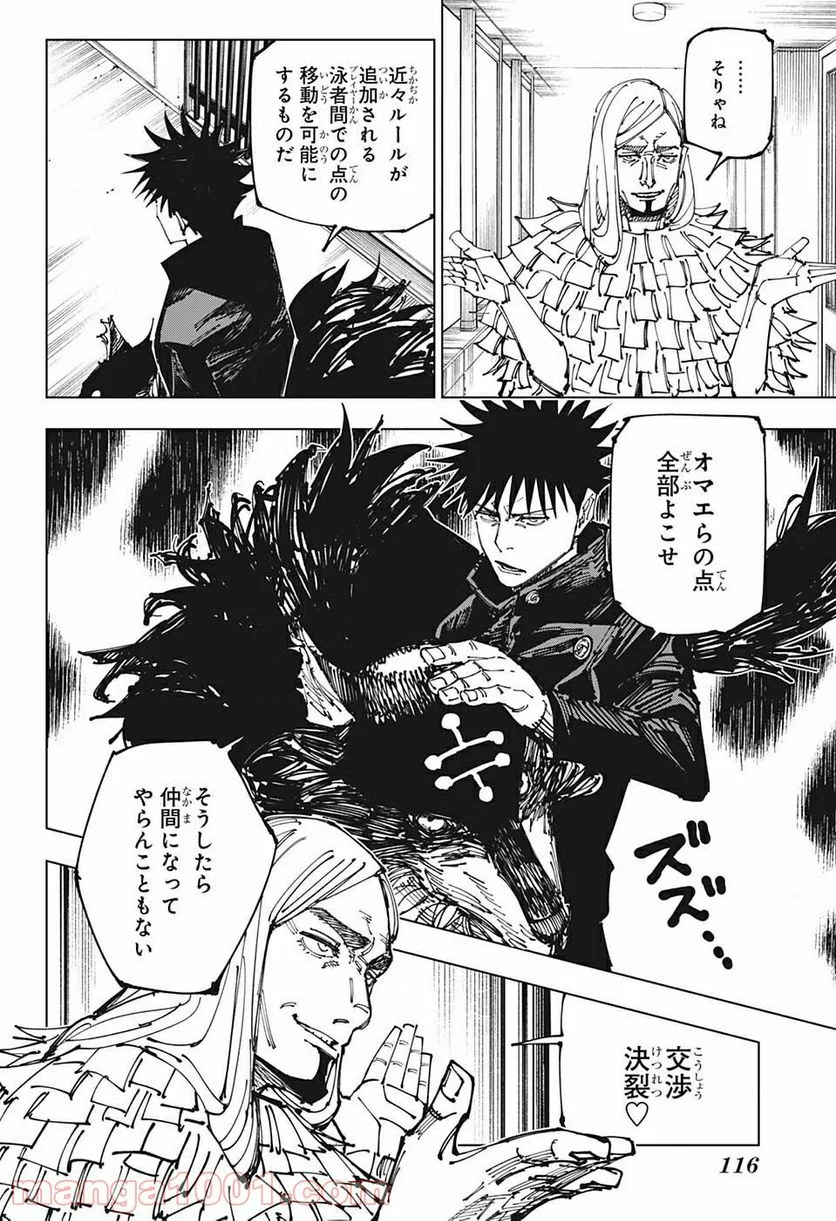 ……
そりゃね
近々ルールが
追加される
泳者間での点の
移動を可能に
するものだ
オマエらの点
全部よこせ
ズズズ…
そうしたら
仲間になって
やらんこともない
交渉
決裂♡
116
manga1001.com